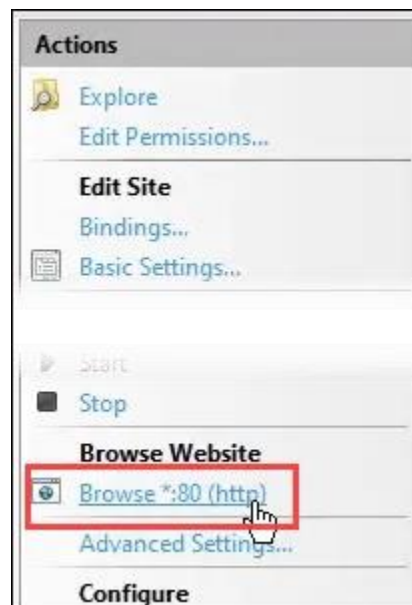 Actions
Explore
Edit Permissions...
Edit Site
Bindings...
Basic Settings...
Start
Stop
Browse Website
Browse *:80 (http)
Advanced Settings...
Configure